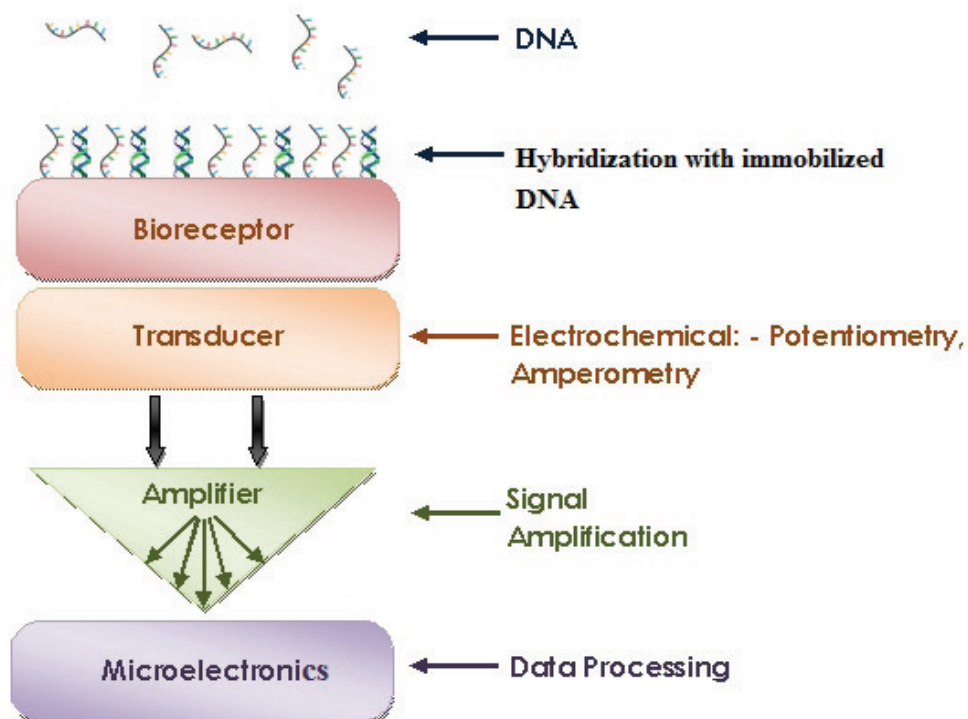 DNA
Hybridization with immobilized
DNA
Bioreceptor
Transducer
Electrochemical: - Potentiometry,
Amperometry
Amplifier
Signal
Amplification
Microelectronics
Data Processing